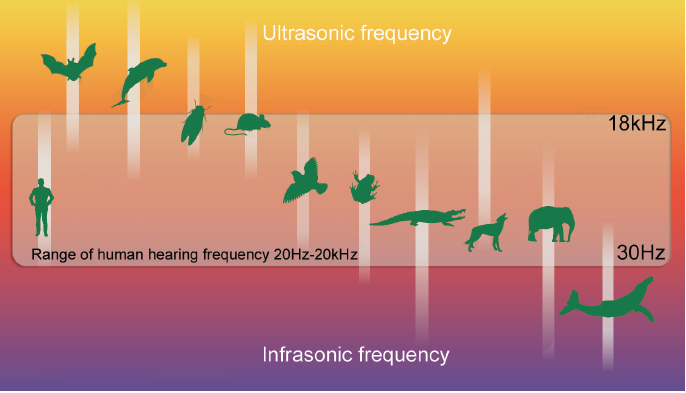 Ultrasonic frequency
18kHz
Range of human hearing frequency 20Hz-20kHz
30Hz
Infrasonic frequency